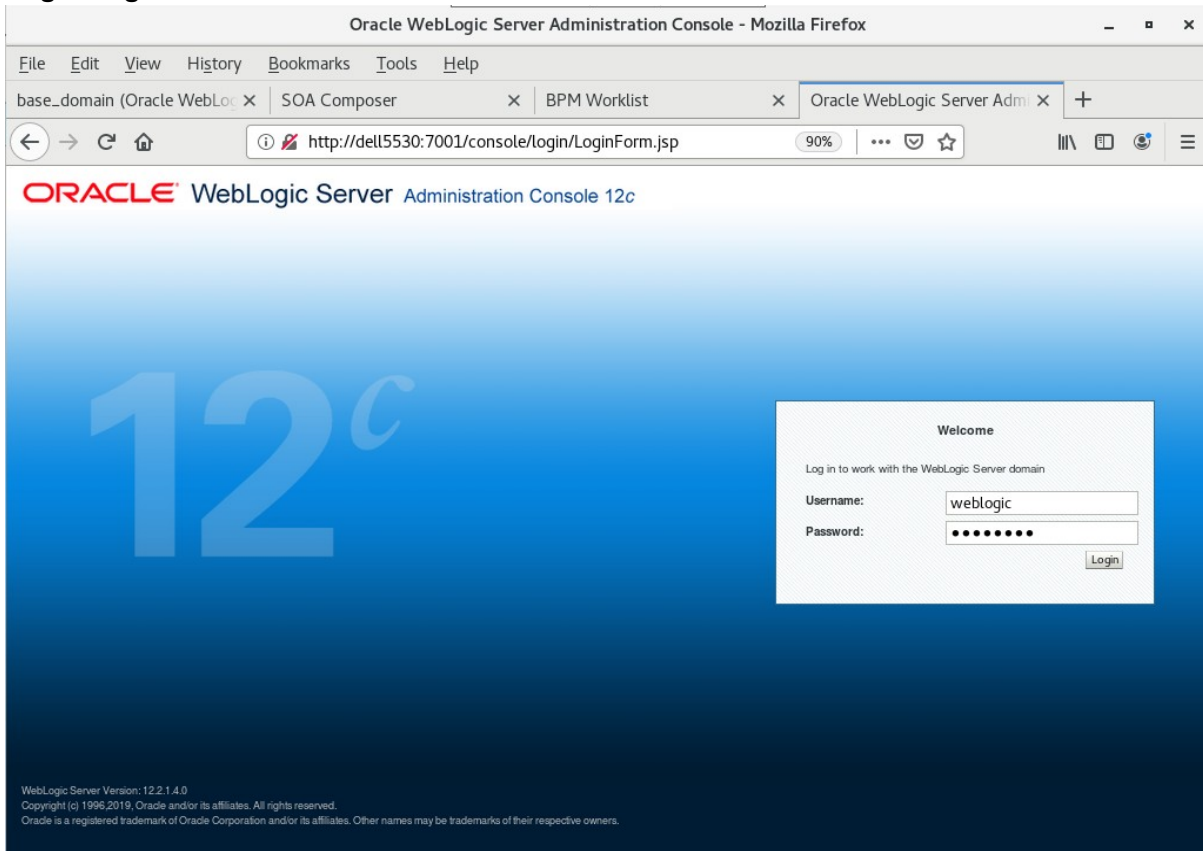 Oracle WebLogic Server Administration Console - Mozilla Firefox
File Edit View History Bookmarks Tools Help
base_domain (Oracle WebLog SOA Composer BPM Worklist Oracle WebLogic Server Admi
http://dell5530:7001/console/login/LoginForm.jsp 90%
ORACLE WebLogic Server Administration Console 12c
12c
Welcome
Log in to work with the WebLogic Server domain
Username: weblogic
Password: ●●●●●●●●
Login
WebLogic Server Version: 12.2.1.4.0
Copyright (c) 1996,2019, Oracle and/or its affiliates. All rights reserved.
Oracle is a registered trademark of Oracle Corporation and/or its affiliates. Other names may be trademarks of their respective owners.